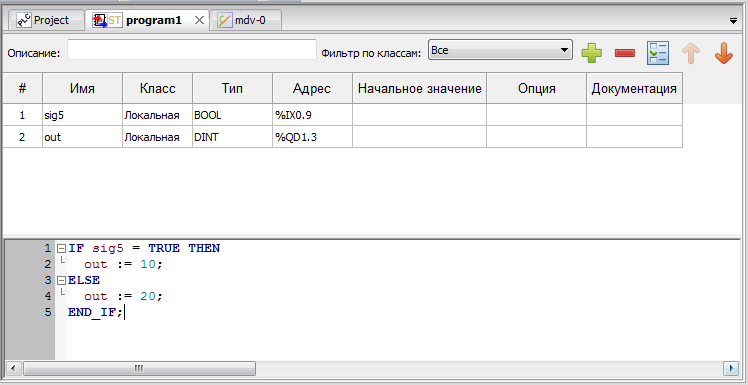 Project ST program1 mdv-0
Описание: Фильтр по классам: Все
# Имя Класс Тип Адрес Начальное значение Опция Документация
1 sig5 Локальная BOOL %IX0.9
2 out Локальная DINT %QD1.3
1 IF sig5 = TRUE THEN
2 out := 10;
3 ELSE
4 out := 20;
5 END_IF;